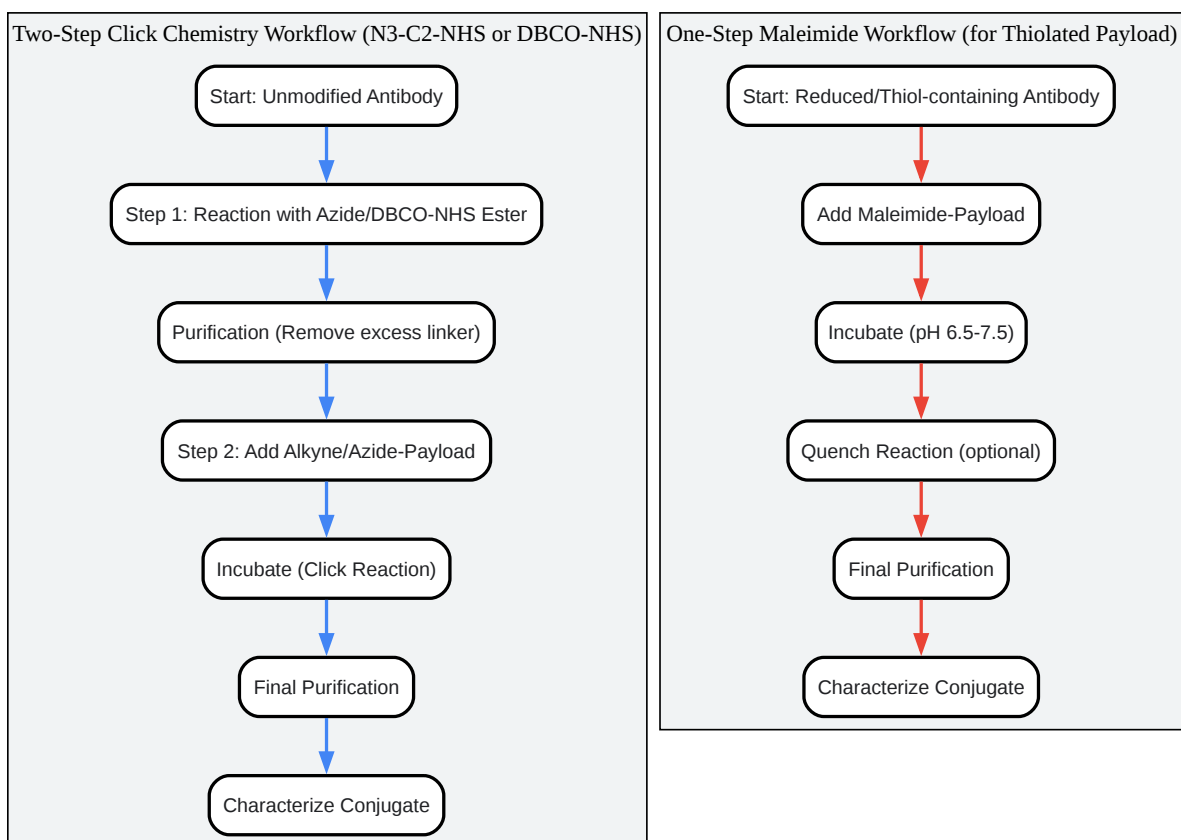 Two-Step Click Chemistry Workflow (N3-C2-NHS or DBCO-NHS)
Start: Unmodified Antibody
Step 1: Reaction with Azide/DBCO-NHS Ester
Purification (Remove excess linker)
Step 2: Add Alkyne/Azide-Payload
Incubate (Click Reaction)
Final Purification
Characterize Conjugate
One-Step Maleimide Workflow (for Thiolated Payload)
Start: Reduced/Thiol-containing Antibody
Add Maleimide-Payload
Incubate (pH 6.5-7.5)
Quench Reaction (optional)
Final Purification
Characterize Conjugate